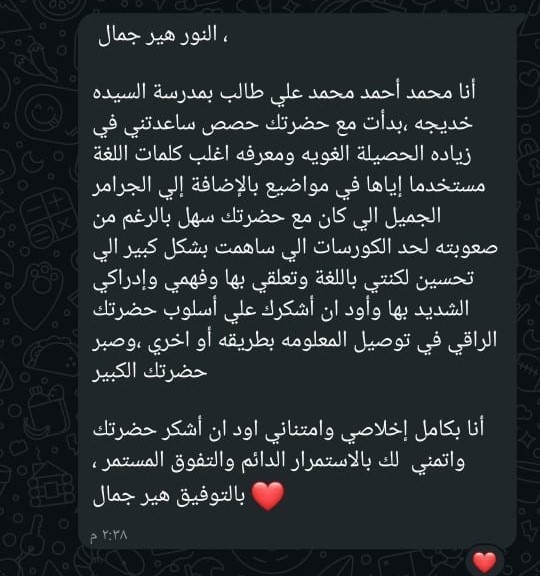 النور هير جمال ،
أنا محمد أحمد محمد علي طالب بمدرسة السيده
خديجه ،بدأت مع حضرتك حصص ساعدتني في
زياده الحصيلة الغويه ومعرفه اغلب كلمات اللغة
مستخدما إياها في مواضيع بالإضافة إلي الجرامر
الجميل الي كان مع حضرتك سهل بالرغم من
صعوبته لحد الكورسات الي ساهمت بشكل كبير الي
تحسين لكنتي باللغة وتعلقي بها وفهمي وإدراكي
الشديد بها وأود ان أشكرك علي أسلوب حضرتك
الراقي في توصيل المعلومه بطريقه أو اخري ،وصبر
حضرتك الكبير
أنا بكامل إخلاصي وامتناني اود ان أشكر حضرتك
واتمني لك بالاستمرار الدائم والتفوق المستمر ،
بالتوفيق هير جمال ❤️
٢:٣٨ م